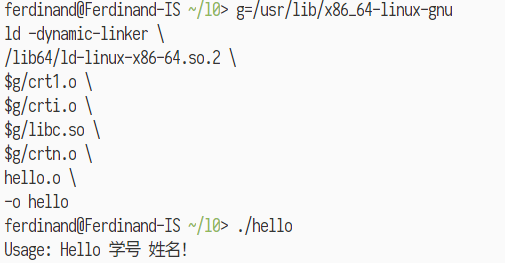 ferdinand@Ferdinand-IS ~/l0> g=/usr/lib/x86_64-linux-gnu
ld -dynamic-linker \
/lib64/ld-linux-x86-64.so.2 \
$g/crt1.o \
$g/crti.o \
$g/libc.so \
$g/crtn.o \
hello.o \
-o hello
ferdinand@Ferdinand-IS ~/l0> ./hello
Usage: Hello 学号 姓名!